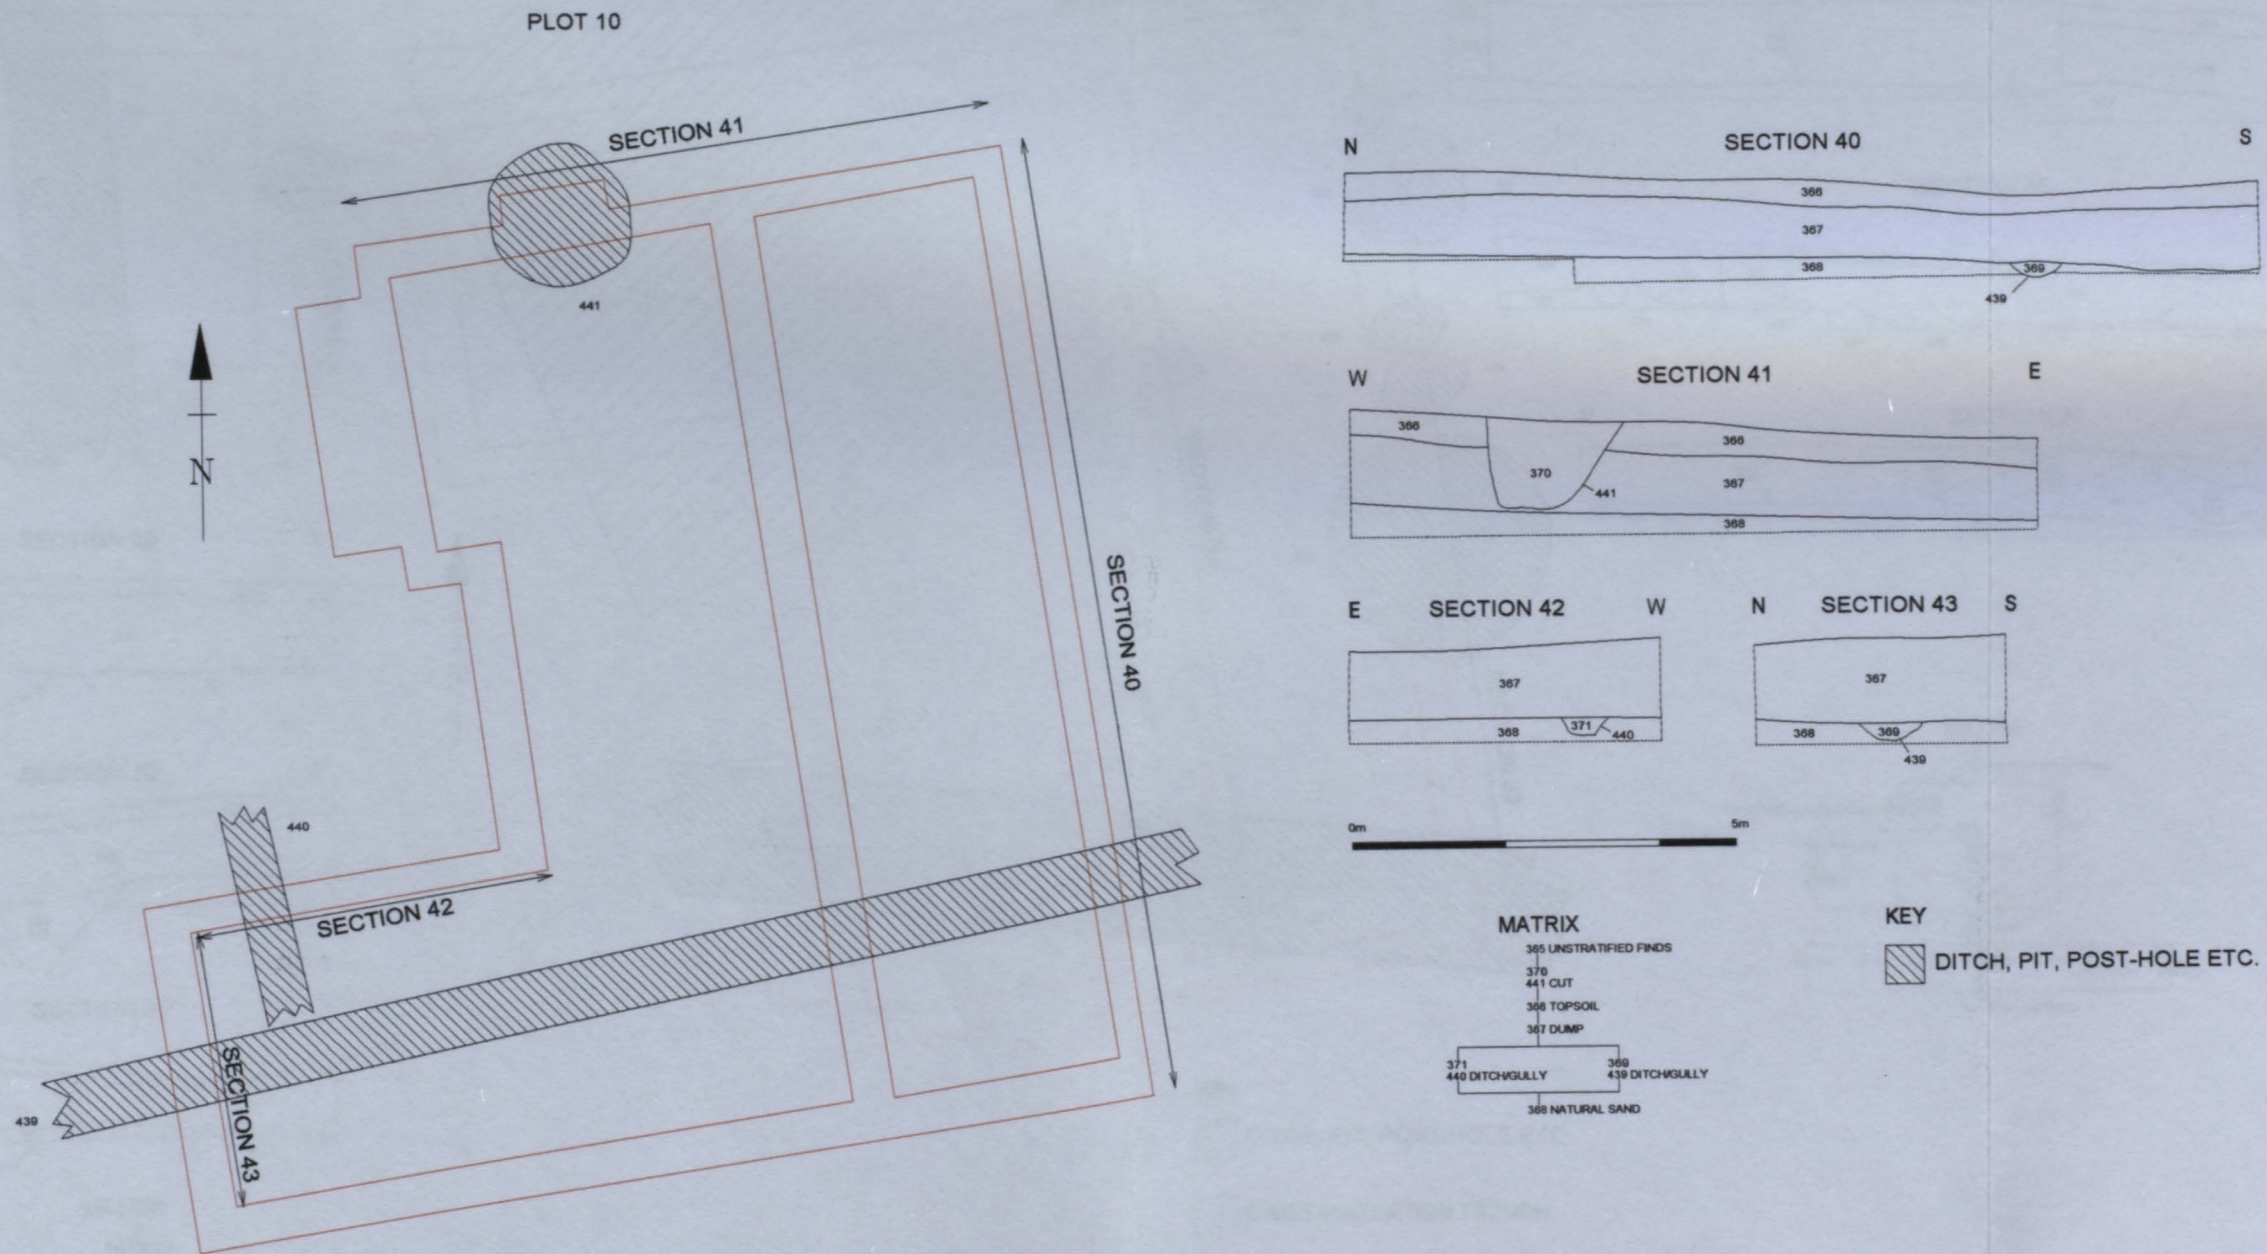 PLOT 10
SECTION 41
441
N
SECTION 40
440
SECTION 42
439
SECTION 43
N SECTION 40 S
366
367
368 369
439
W SECTION 41 E
366 366
370
367
441
368
E SECTION 42 W
367
371
368 440
N SECTION 43 S
367
368 369
439
0m 5m
MATRIX
365 UNSTRATIFIED FINDS
370
441 CUT
366 TOPSOIL
367 DUMP
371 369
440 DITCH/GULLY 439 DITCH/GULLY
368 NATURAL SAND
KEY
DITCH, PIT, POST-HOLE ETC.